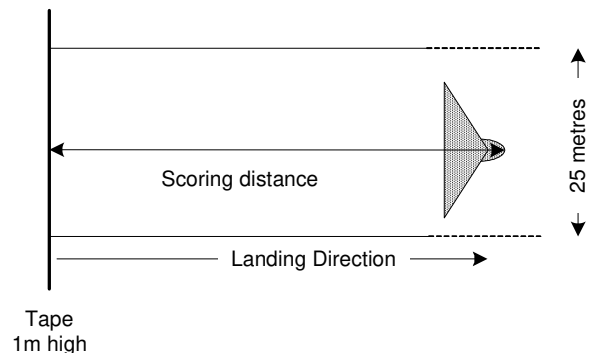 25 metres
Scoring distance
Landing Direction
Tape
1m high